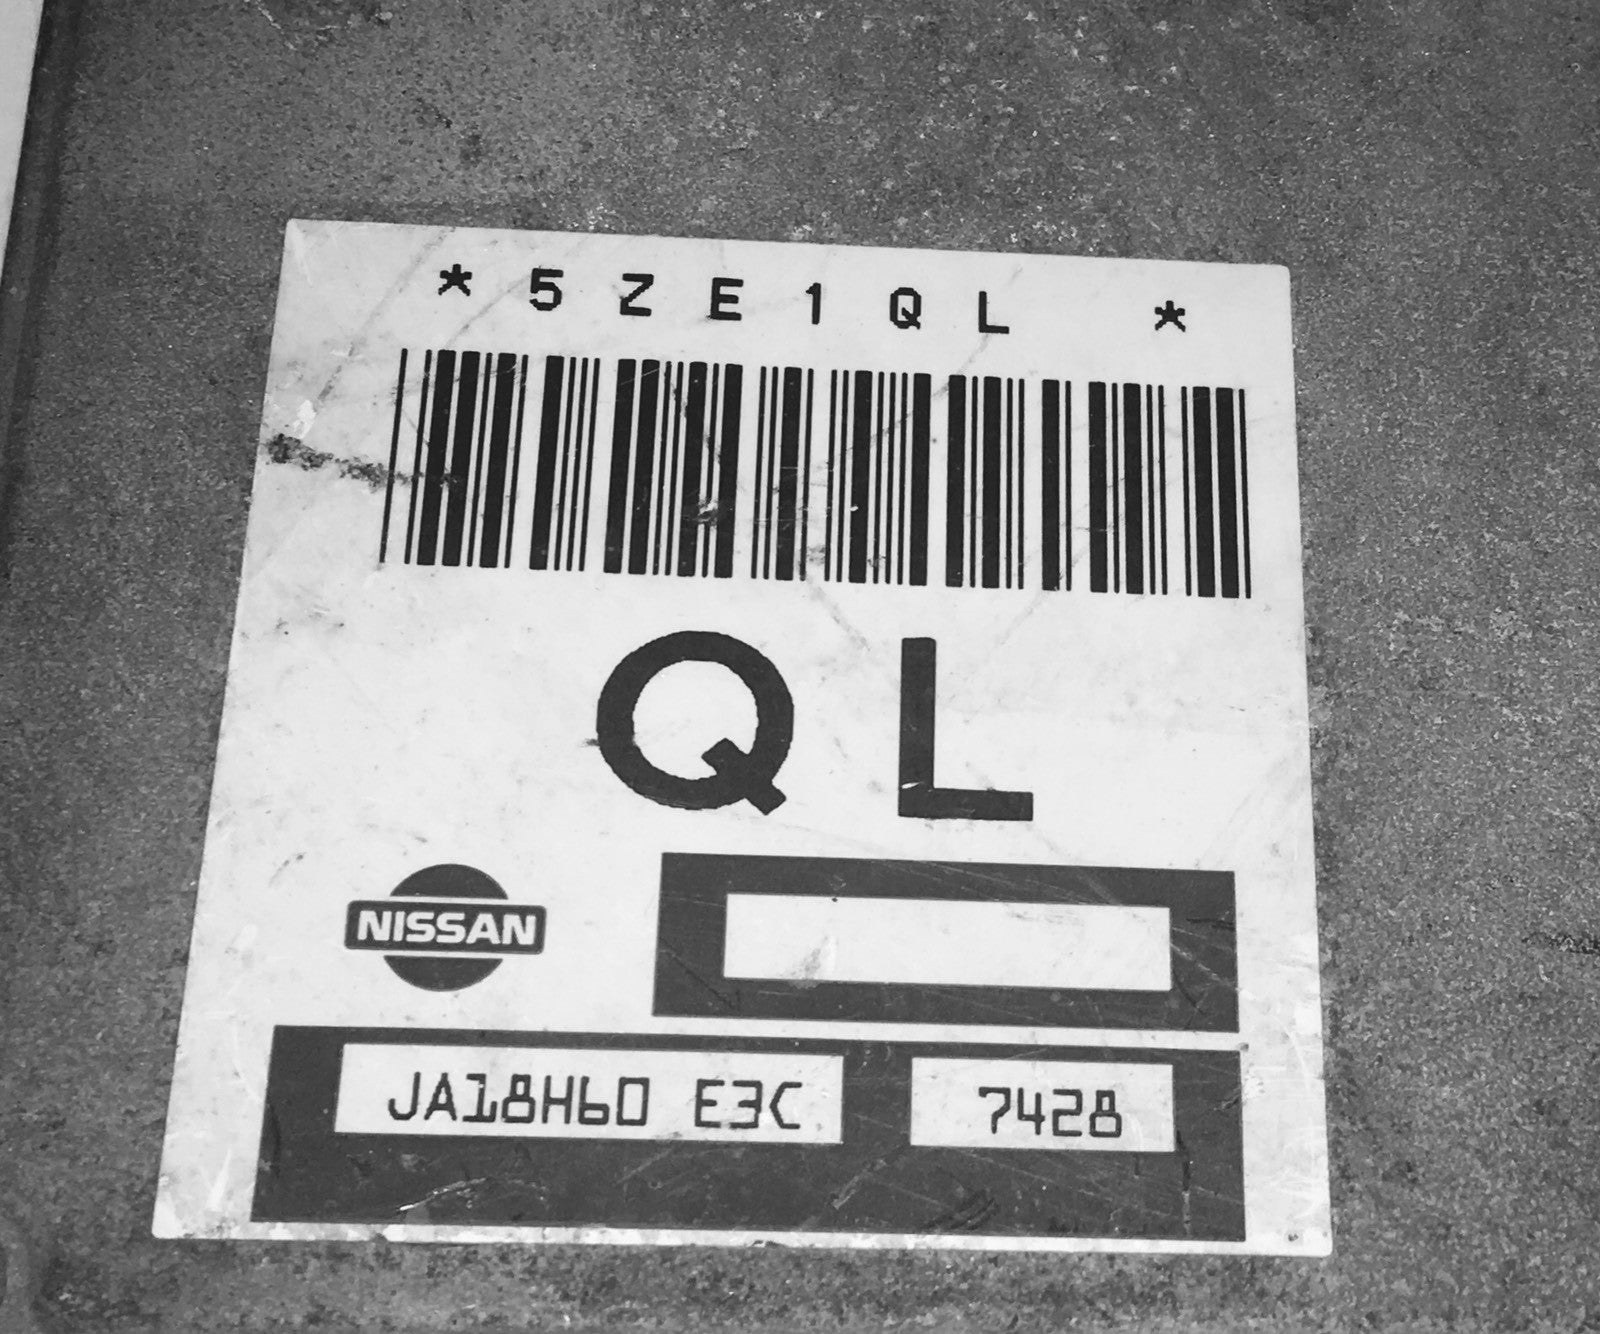 *5ZE1QL *
QL
NISSAN
JA18H60 E3C 7428